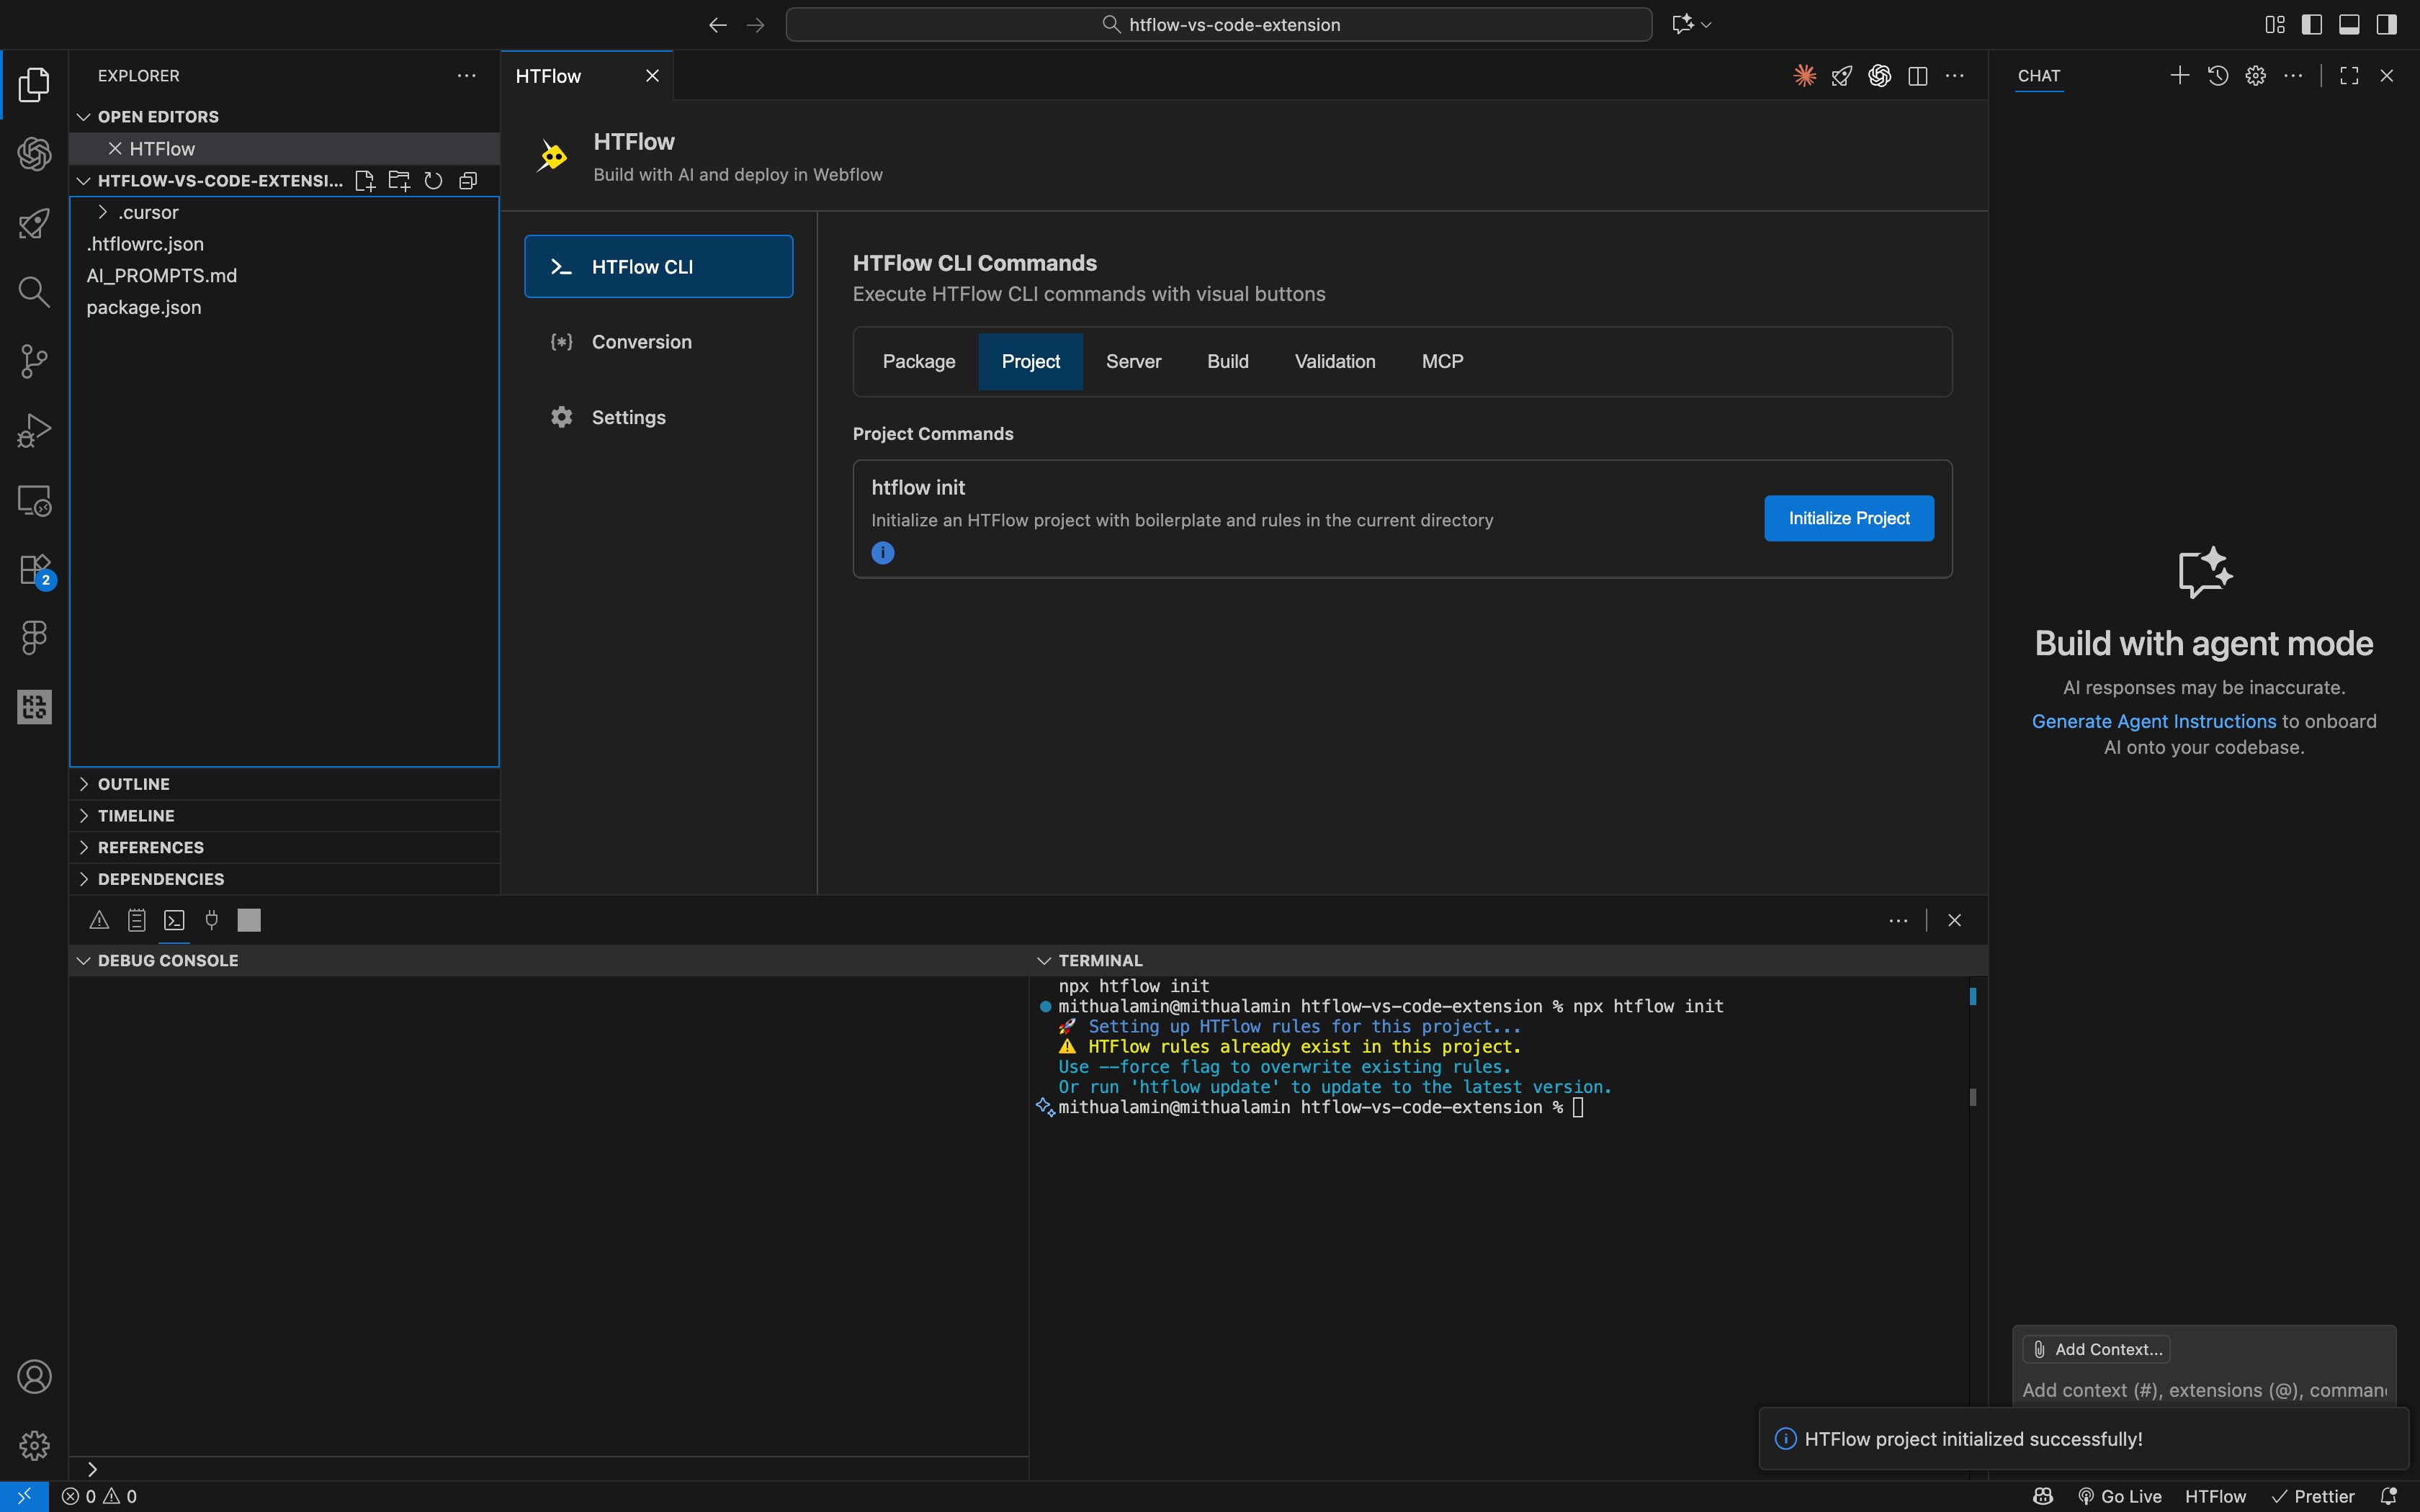 htflow-vs-code-extension
EXPLORER
OPEN EDITORS
HTFlow
HTFLOW-VS-CODE-EXTENSI...
.cursor
.htflowrc.json
AI_PROMPTS.md
package.json
OUTLINE
TIMELINE
REFERENCES
DEPENDENCIES
2
HTFlow
HTFlow
Build with AI and deploy in Webflow
HTFlow CLI
Conversion
Settings
HTFlow CLI Commands
Execute HTFlow CLI commands with visual buttons
Package Project Server Build Validation MCP
Project Commands
htflow init
Initialize an HTFlow project with boilerplate and rules in the current directory
Initialize Project
DEBUG CONSOLE
TERMINAL
npx htflow init
mithualamin@mithualamin htflow-vs-code-extension % npx htflow init
🚀 Setting up HTFlow rules for this project...
⚠ HTFlow rules already exist in this project.
Use --force flag to overwrite existing rules.
Or run 'htflow update' to update to the latest version.
mithualamin@mithualamin htflow-vs-code-extension %
CHAT
Build with agent mode
AI responses may be inaccurate.
Generate Agent Instructions to onboard
AI onto your codebase.
Add Context...
Add context (#), extensions (@), comman
HTFlow project initialized successfully!
0 0
Go Live HTFlow Prettier